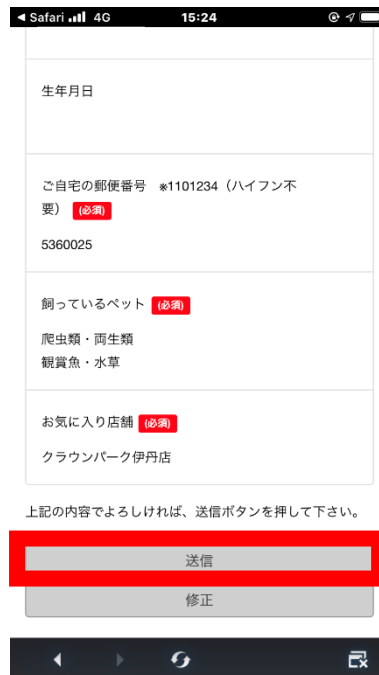 Safari 4G 15:24
生年月日
ご自宅の郵便番号 ※1101234（ハイフン不
要） (必須)
5360025
飼っているペット (必須)
爬虫類・両生類
観賞魚・水草
お気に入り店舗 (必須)
クラウンパーク伊丹店
上記の内容でよろしければ、送信ボタンを押して下さい。
送信
修正